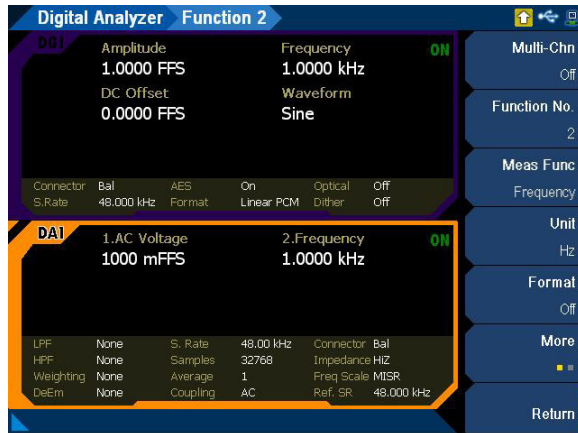 Digital Analyzer Function 2
DG1
Amplitude Frequency ON
1.0000 FFS 1.0000 kHz
DC Offset Waveform
0.0000 FFS Sine
Connector Bal AES On Optical Off
S.Rate 48.000 kHz Format Linear PCM Dither Off
DA1
1.AC Voltage 2.Frequency ON
1000 mFFS 1.0000 kHz
LPF None S. Rate 48.00 kHz Connector Bal
HPF None Samples 32768 Impedance HiZ
Weighting None Average 1 Freq Scale MISR
DeEm None Coupling AC Ref. SR 48.000 kHz
Multi-Chn
Off
Function No.
2
Meas Func
Frequency
Unit
Hz
Format
Off
More
Return